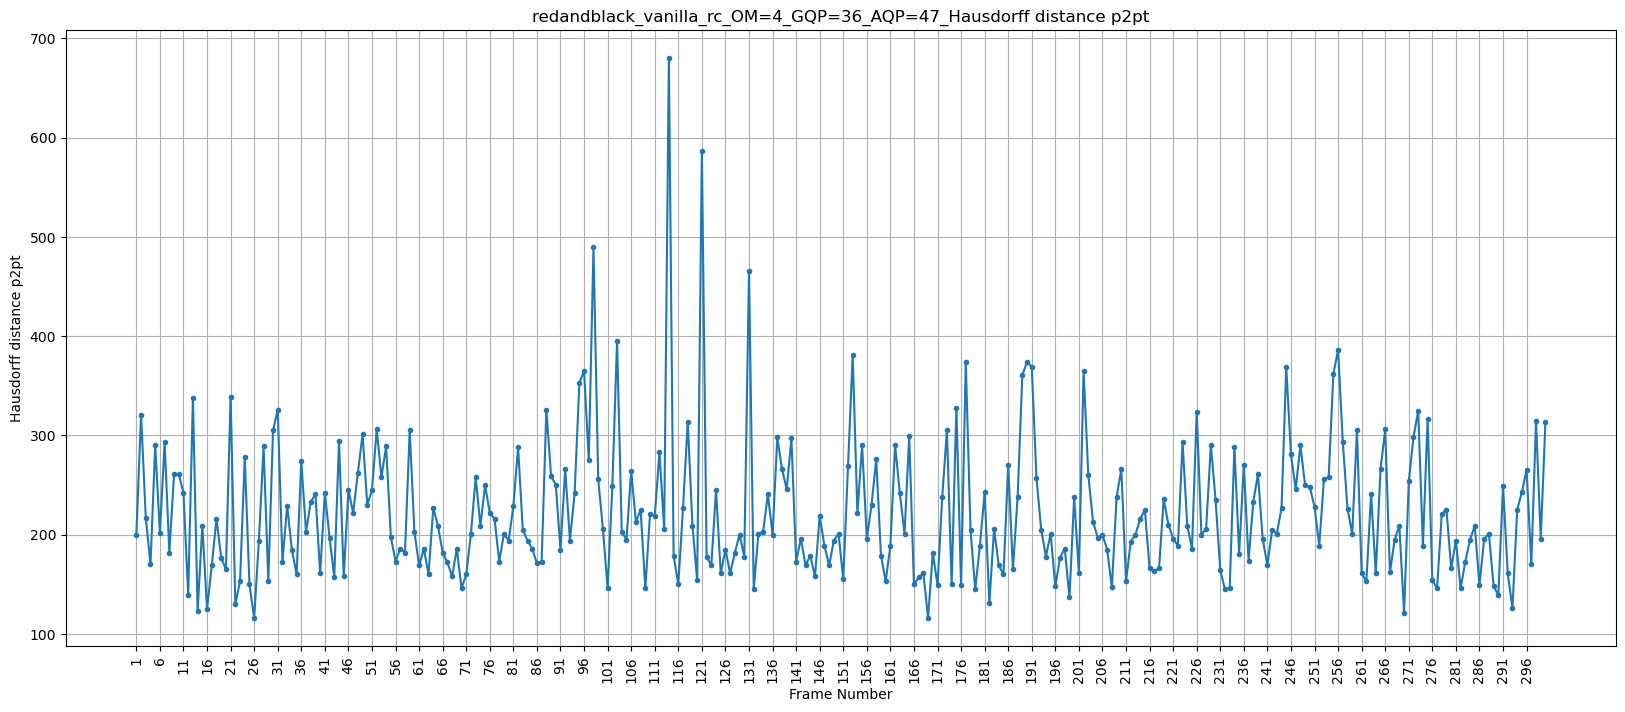 redandblack_vanilla_rc_OM=4_GQP=36_AQP=47_Hausdorff distance p2pt
Hausdorff distance p2pt
700
600
500
400
300
200
100
1 6 11 16 21 26 31 36 41 46 51 56 61 66 71 76 81 86 91 96 101 106 111 116 121 126 131 136 141 146 151 156 161 166 171 176 181 186 191 196 201 206 211 216 221 226 231 236 241 246 251 256 261 266 271 276 281 286 291 296
Frame Number